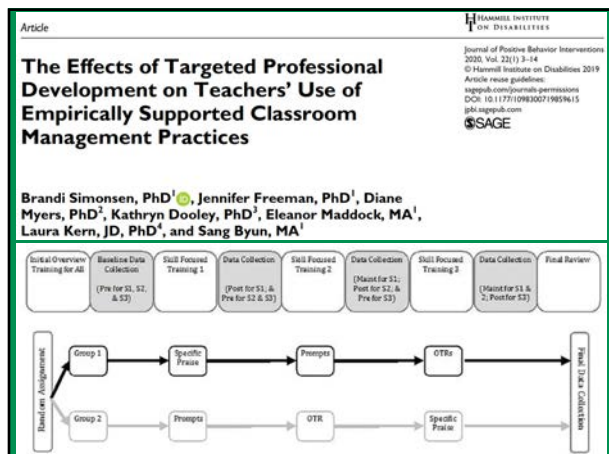 Article
HAMMILL INSTITUTE
ON DISABILITIES
The Effects of Targeted Professional
Development on Teachers' Use of
Empirically Supported Classroom
Management Practices
Journal of Positive Behavior Interventions
2020, Vol. 22(1) 3–14
© Hammill Institute on Disabilities 2019
Article reuse guidelines:
sagepub.com/journals-permissions
DOI: 10.1177/1098300719859615
jpbi.sagepub.com
SAGE
Brandi Simonsen, PhD1 iD, Jennifer Freeman, PhD1, Diane
Myers, PhD2, Kathryn Dooley, PhD3, Eleanor Maddock, MA1,
Laura Kern, JD, PhD4, and Sang Byun, MA1
Initial Overview
Training for All
Baseline Data
Collection
(Pre for S1, S2,
& S3)
Skill Focused
Training 1
Data Collection
(Post for S1; &
Pre for S2 & S3)
Skill Focused
Training 2
Data Collection
(Maint for S1;
Post for S2; &
Pre for S3)
Skill Focused
Training 3
Data Collection
(Maint for S1 &
2; Post for S3)
Final Review
Random Assignment
Group 1
Specific
Praise
Prompts
OTRs
Final Data Collection
Group 2
Prompts
OTR
Specific
Praise